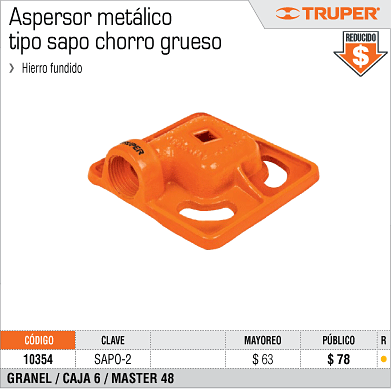 Aspersor metálico
tipo sapo chorro grueso
TRUPER
REDUCIDO
$
❯ Hierro fundido
TRUPER
CÓDIGO CLAVE MAYOREO PÚBLICO R
10354 SAPO-2 $ 63 $ 78 •
GRANEL / CAJA 6 / MASTER 48